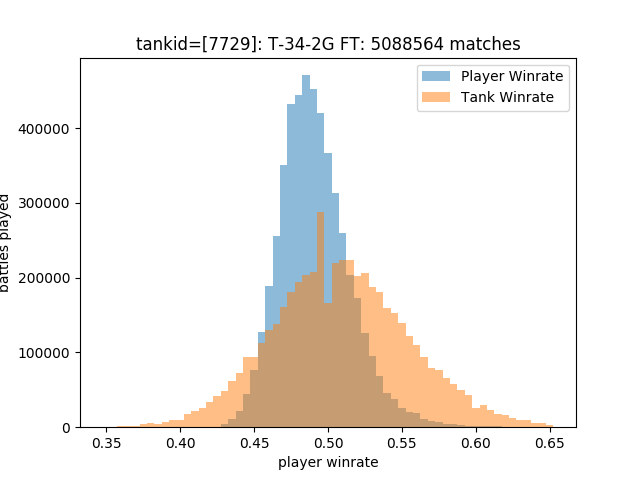 tankid=[7729]: T-34-2G FT: 5088564 matches
Player Winrate
Tank Winrate
battles played
400000
300000
200000
100000
0
0.35 0.40 0.45 0.50 0.55 0.60 0.65
player winrate